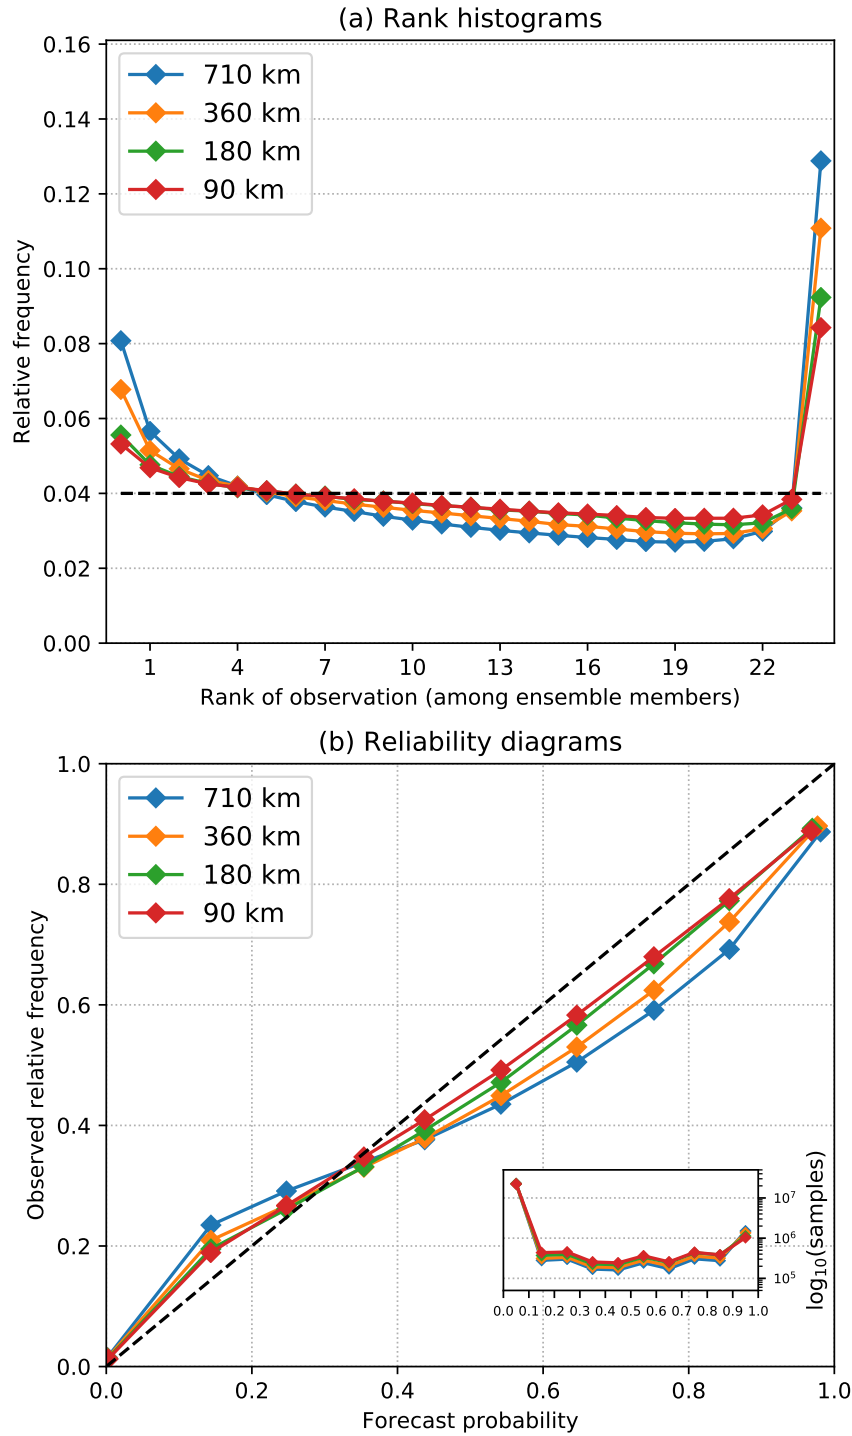 (a) Rank histograms
0.16
0.14
0.12
0.10
0.08
0.06
0.04
0.02
0.00
Relative frequency
710 km
360 km
180 km
90 km
1 4 7 10 13 16 19 22
Rank of observation (among ensemble members)
(b) Reliability diagrams
1.0
0.8
0.6
0.4
0.2
0.0
Observed relative frequency
710 km
360 km
180 km
90 km
10⁷
10⁶
10⁵
log₁₀(samples)
0.0 0.1 0.2 0.3 0.4 0.5 0.6 0.7 0.8 0.9 1.0
0.0 0.2 0.4 0.6 0.8 1.0
Forecast probability